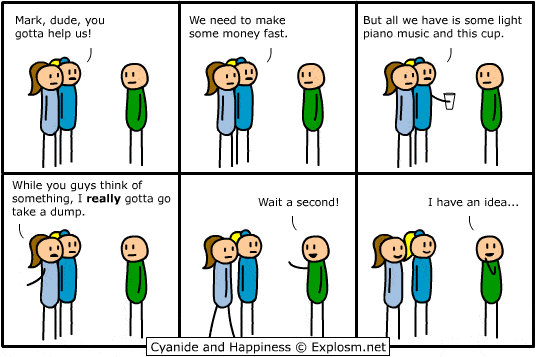 Mark, dude, you
gotta help us!
We need to make
some money fast.
But all we have is some light
piano music and this cup.
While you guys think of
something, I really gotta go
take a dump.
Wait a second!
I have an idea...
Cyanide and Happiness © Explosm.net